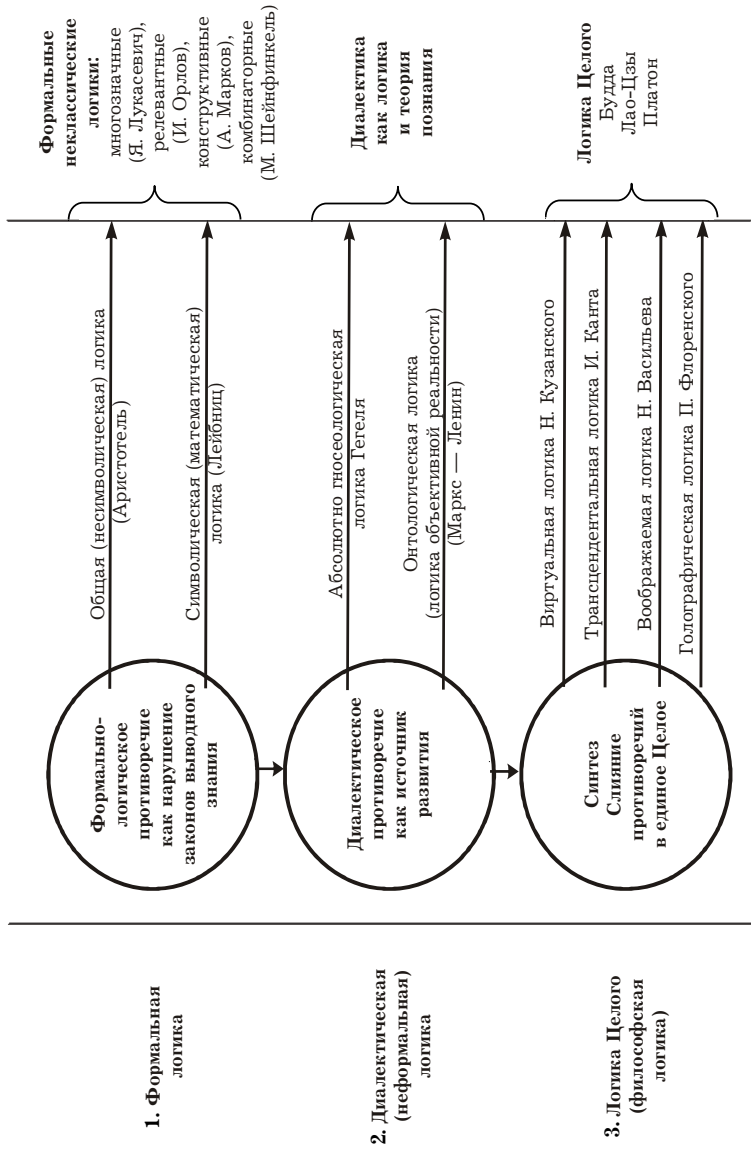 1. Формальная
логика
Формально-
логическое
противоречие
как нарушение
законов выводного
знания
Общая (несимволическая) логика
(Аристотель)
Символическая (математическая)
логика (Лейбниц)
Формальные
неклассические
логики:
многозначные
(Я. Лукасевич),
релевантные
(И. Орлов),
конструктивные
(А. Марков),
комбинаторные
(М. Шейнфинкель)
2. Диалектическая
(неформальная)
логика
Диалектическое
противоречие
как источник
развития
Абсолютно гносеологическая
логика Гегеля
Онтологическая логика
(логика объективной реальности)
(Маркс — Ленин)
Диалектика
как логика
и теория
познания
3. Логика Целого
(философская
логика)
Синтез
Слияние
противоречий
в единое Целое
Виртуальная логика Н. Кузанского
Трансцендентальная логика И. Канта
Воображаемая логика Н. Васильева
Голографическая логика П. Флоренского
Логика Целого
Будда
Лао-Цзы
Платон